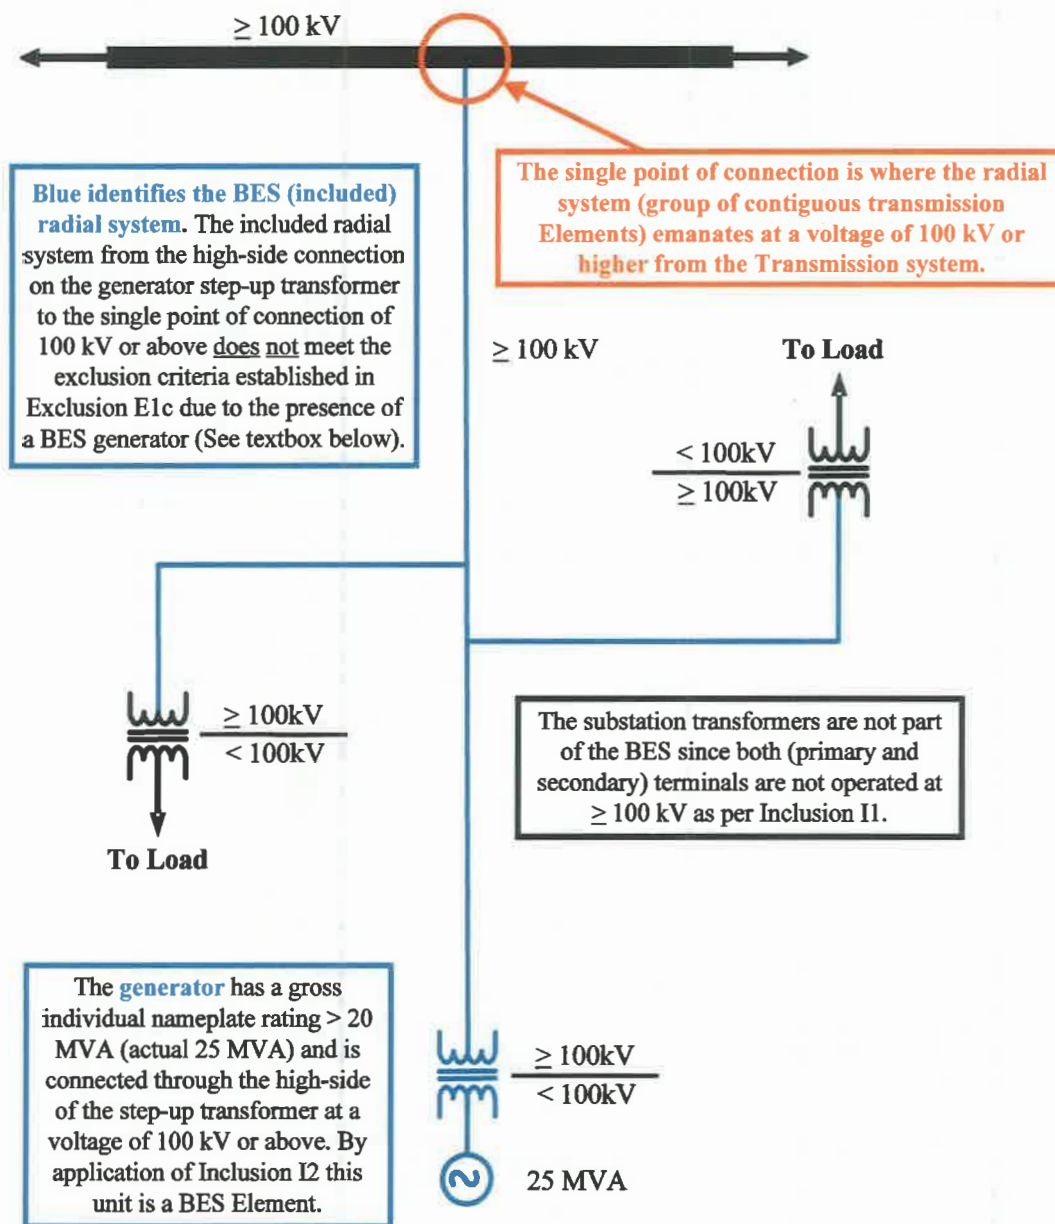 ≥ 100 kV
Blue identifies the BES (included)
radial system. The included radial
system from the high-side connection
on the generator step-up transformer
to the single point of connection of
100 kV or above does not meet the
exclusion criteria established in
Exclusion E1c due to the presence of
a BES generator (See textbox below).
The single point of connection is where the radial
system (group of contiguous transmission
Elements) emanates at a voltage of 100 kV or
higher from the Transmission system.
≥ 100 kV
To Load
< 100kV
≥ 100kV
≥ 100kV
< 100kV
To Load
The substation transformers are not part
of the BES since both (primary and
secondary) terminals are not operated at
≥ 100 kV as per Inclusion I1.
The generator has a gross
individual nameplate rating > 20
MVA (actual 25 MVA) and is
connected through the high-side
of the step-up transformer at a
voltage of 100 kV or above. By
application of Inclusion I2 this
unit is a BES Element.
≥ 100kV
< 100kV
25 MVA